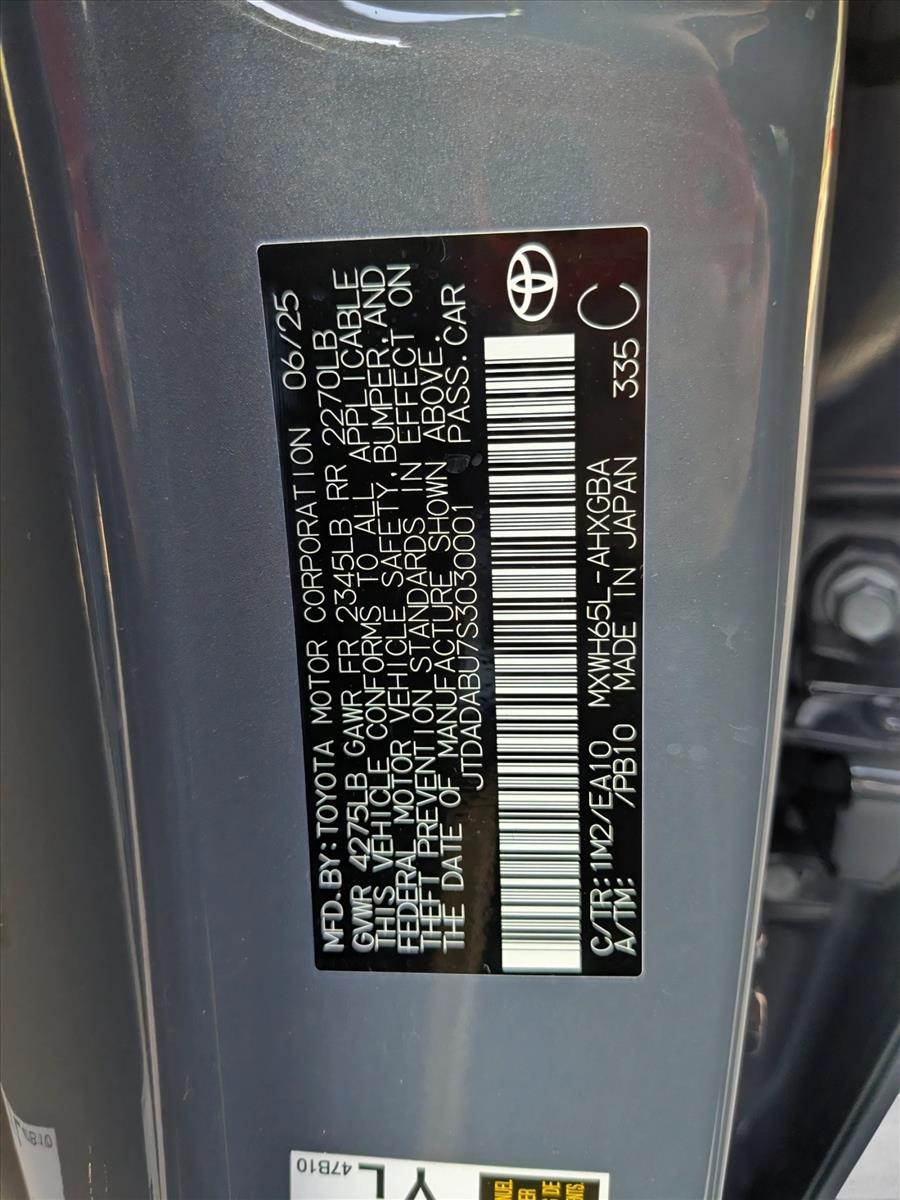 MFD.BY:TOYOTA MOTOR CORPORATION 06/25
GVWR 4275LB GAWR FR 2345LB RR 2270LB
THIS VEHICLE CONFORMS TO ALL APPLICABLE
FEDERAL MOTOR VEHICLE SAFETY,BUMPER,AND
THEFT PREVENTION STANDARDS IN EFFECT ON
THE DATE OF MANUFACTURE SHOWN ABOVE.
JTDADABU7S3030001 PASS.CAR
C/TR:1M2/EA10 MXWH65L-AHXGBA
A/TM: /PB10 MADE IN JAPAN 335 C
47B10
YL